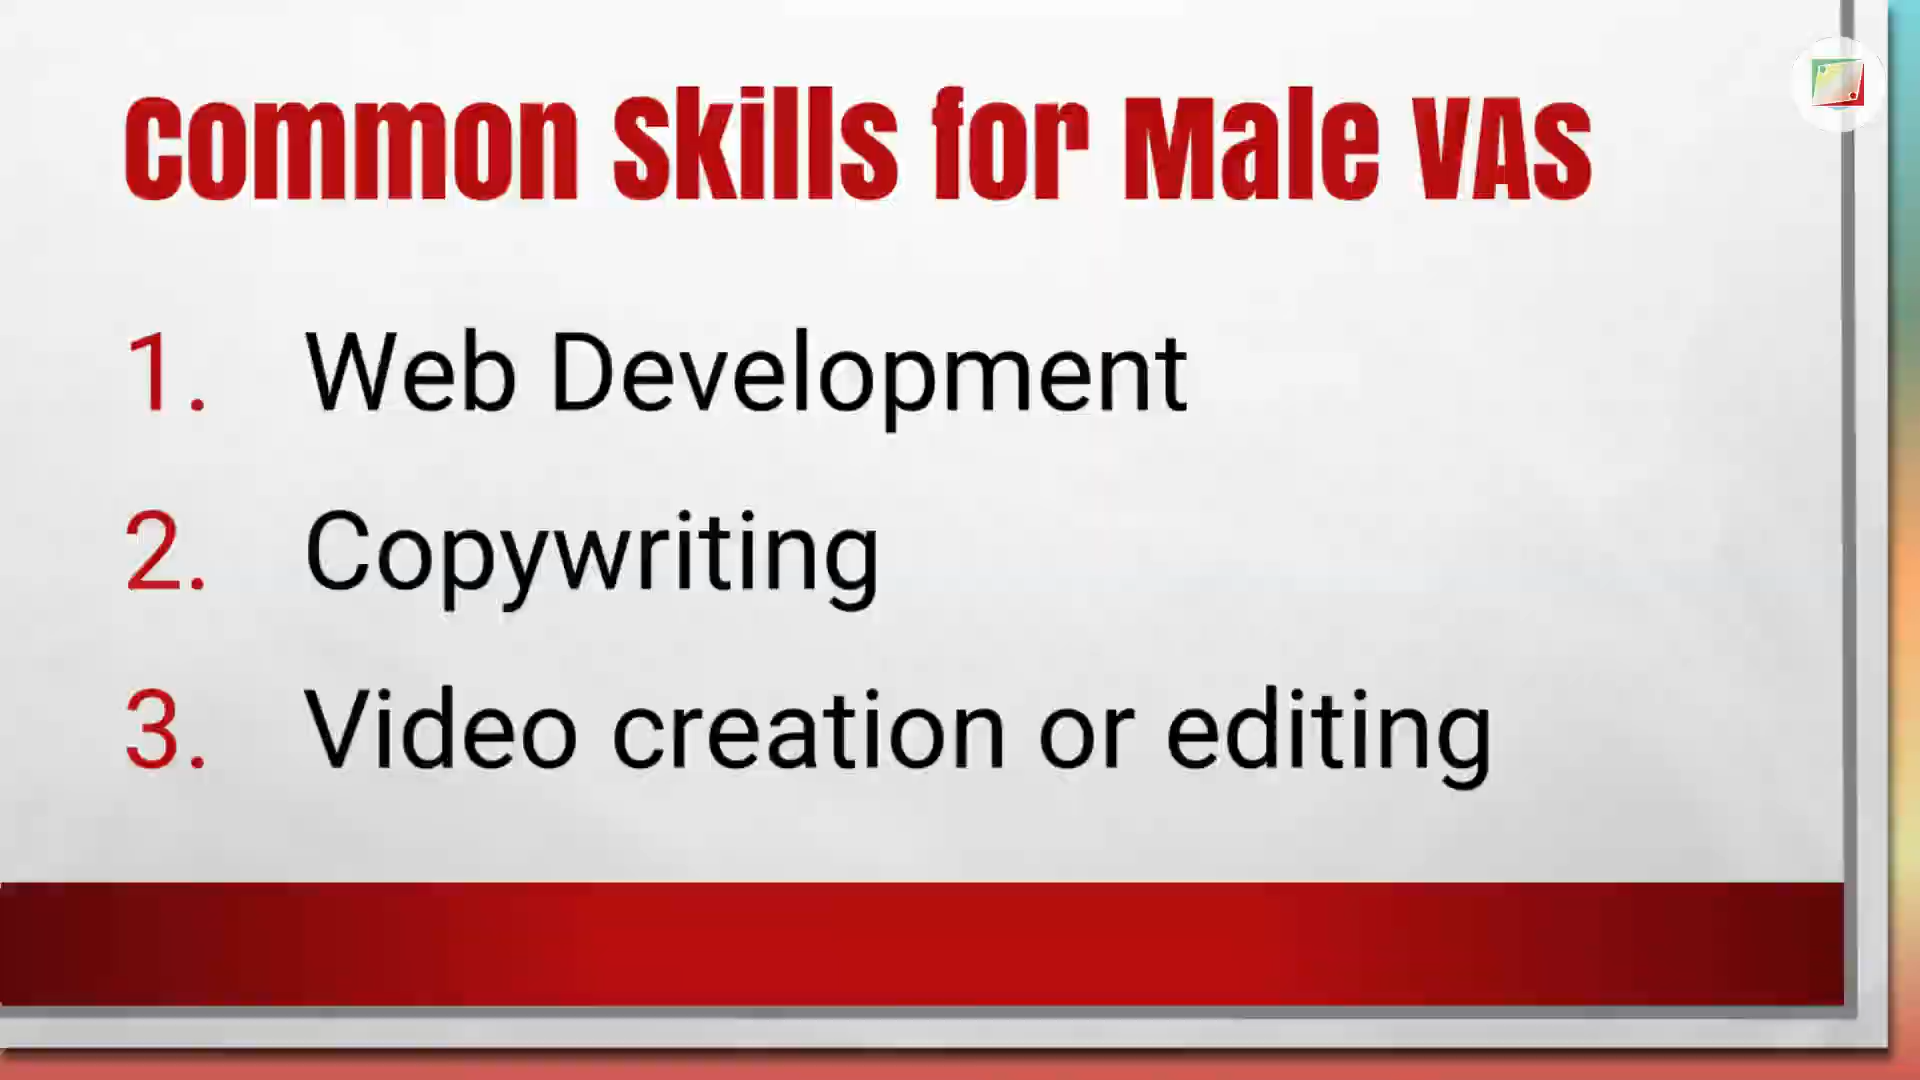 Common Skills for Male VAs
1. Web Development
2. Copywriting
3. Video creation or editing